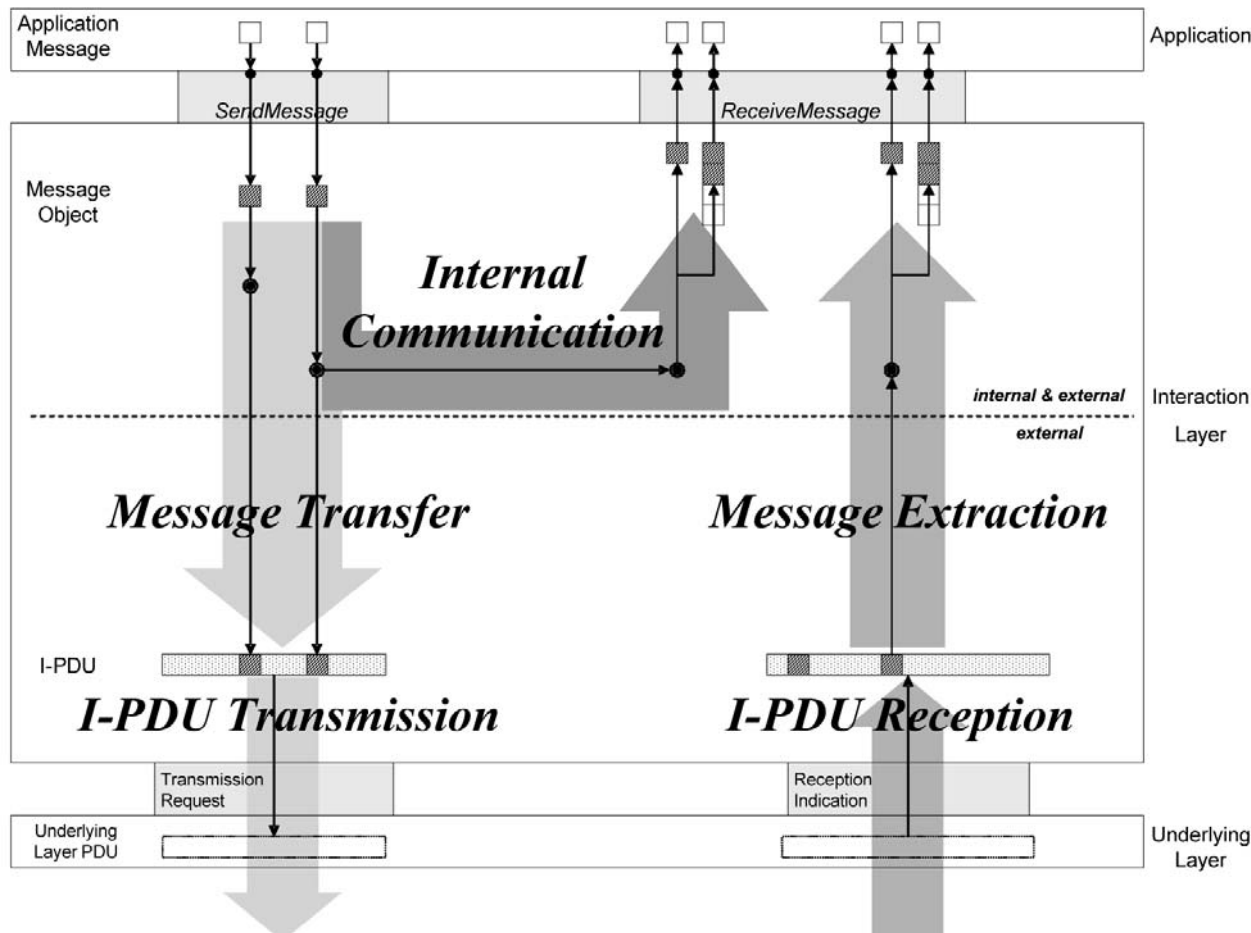 Application
Message
Application
SendMessage
ReceiveMessage
Message
Object
Internal
Communication
internal & external
external
Interaction
Layer
Message Transfer
Message Extraction
I-PDU
I-PDU Transmission
I-PDU Reception
Transmission
Request
Reception
Indication
Underlying
Layer PDU
Underlying
Layer